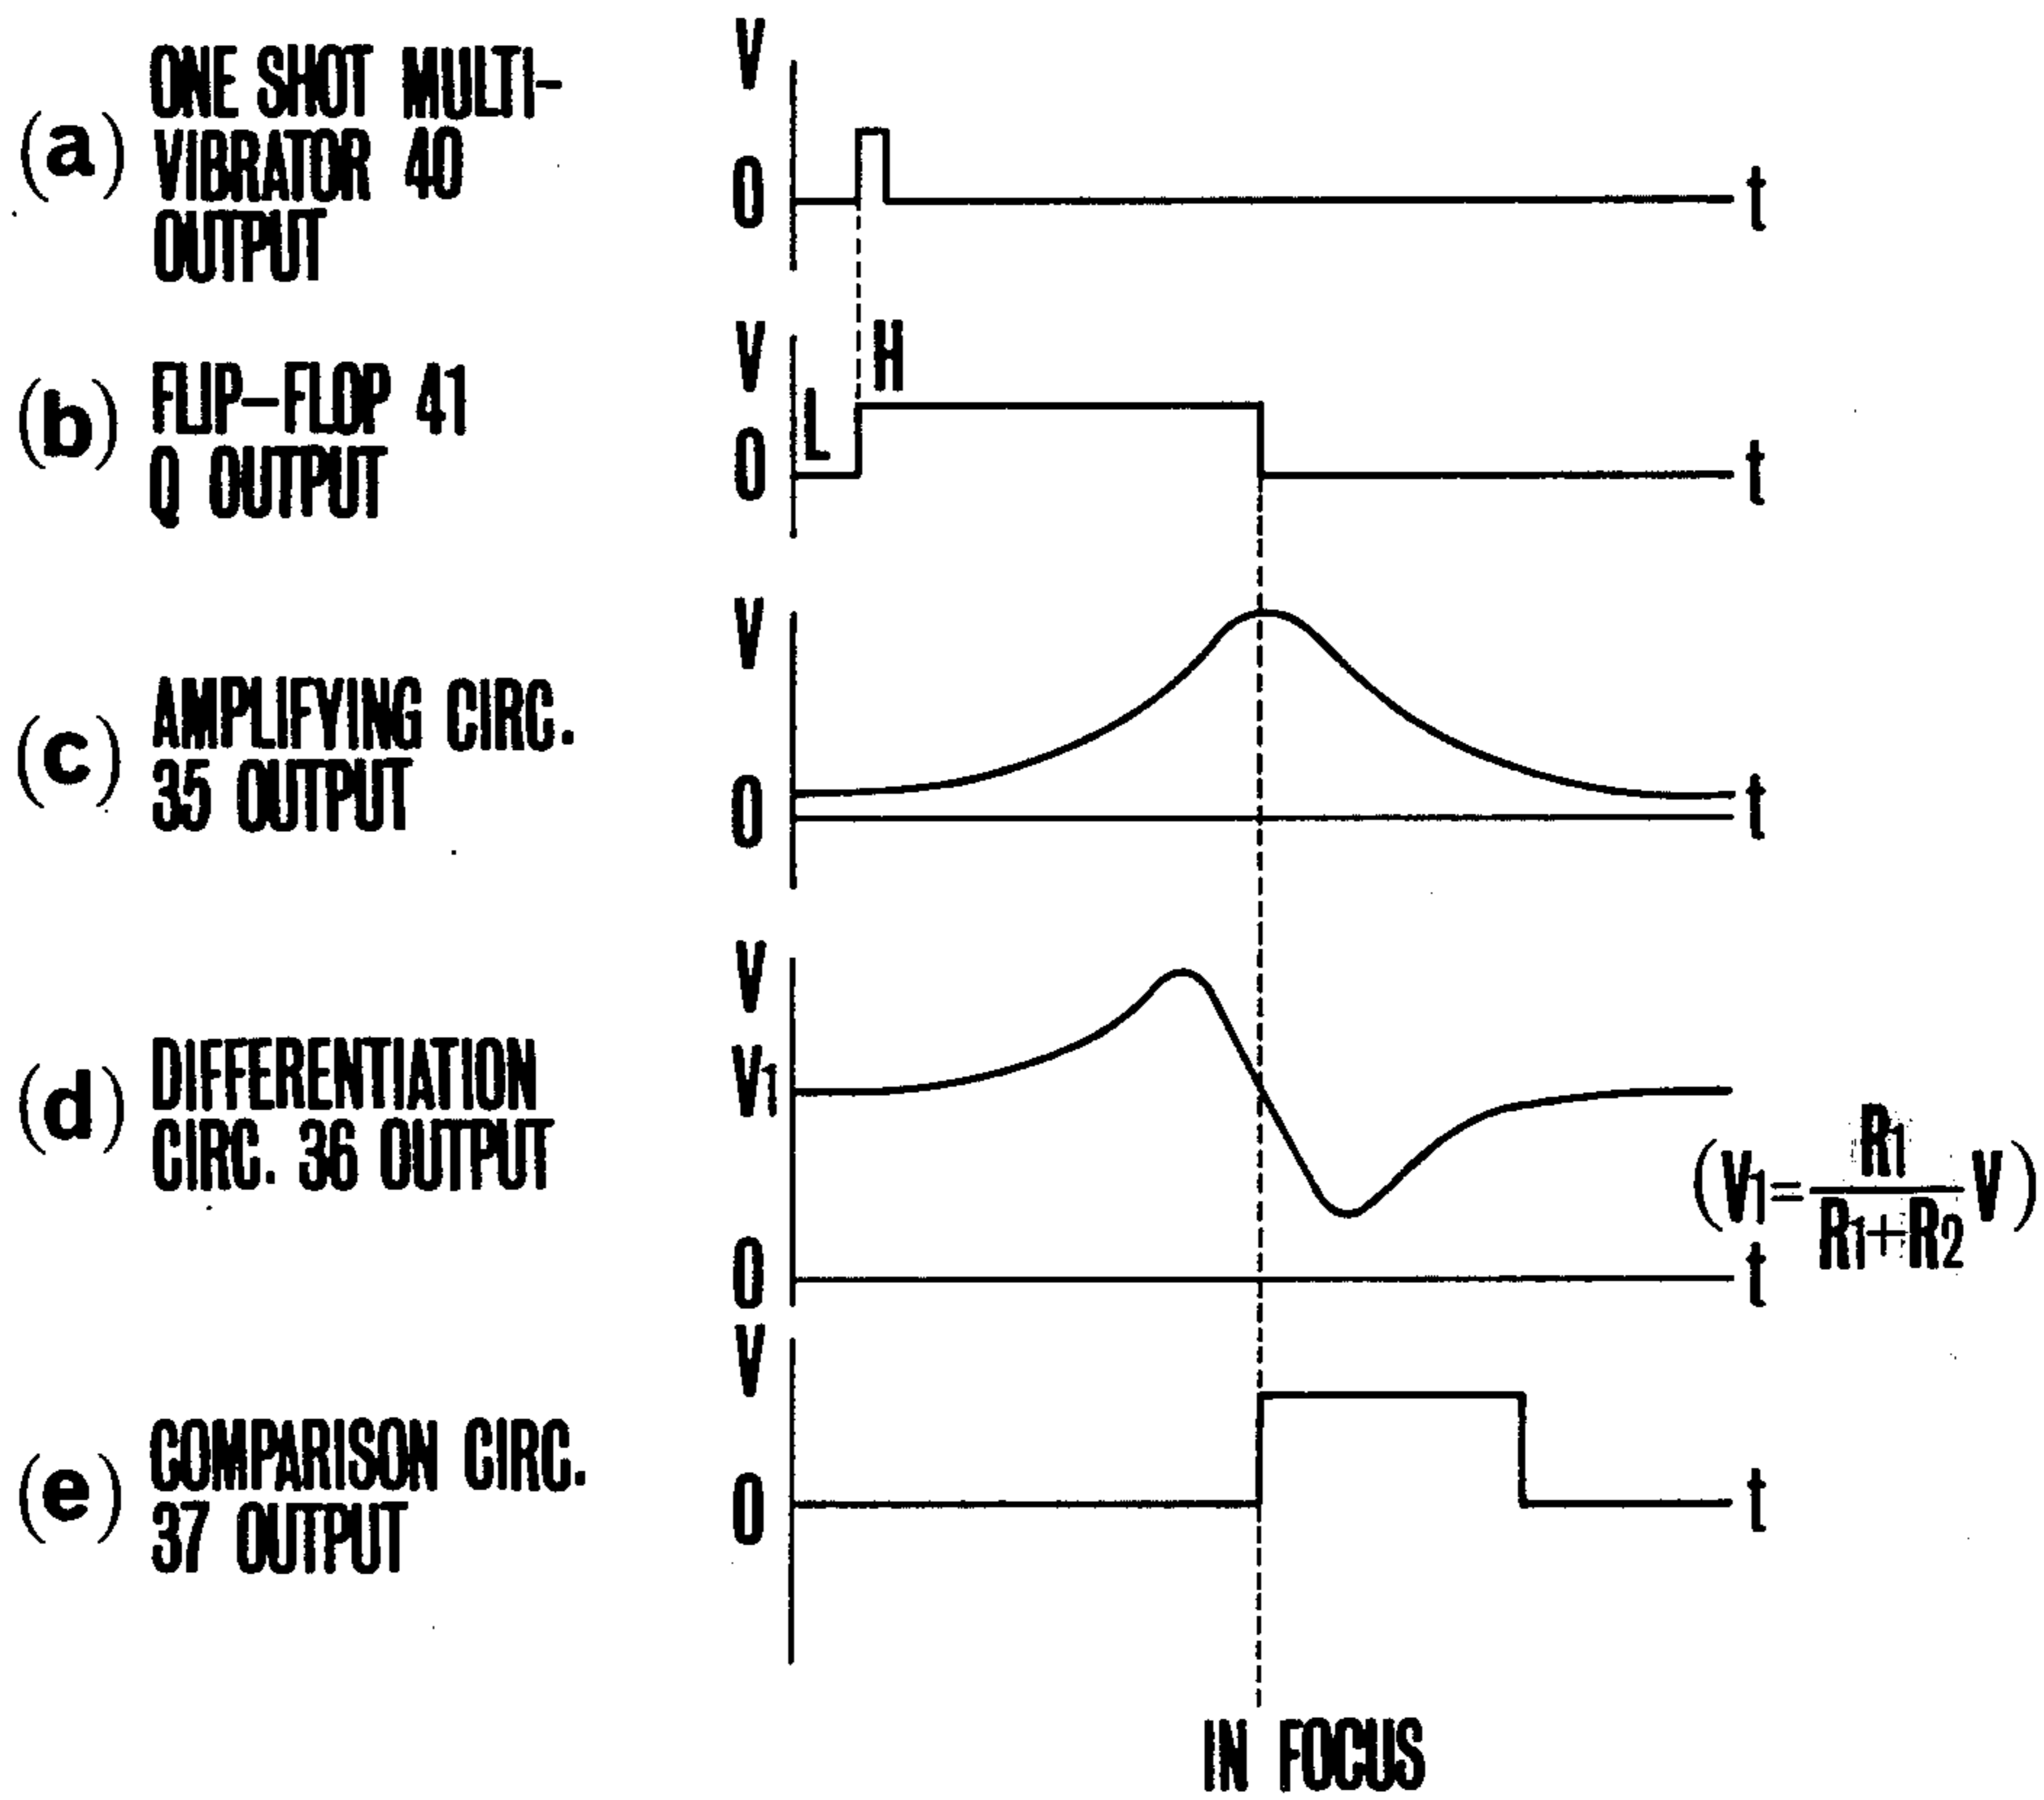 (a) ONE SHOT MULTI-
VIBRATOR 40
OUTPUT
V
0
t
(b) FLIP-FLOP 41
Q OUTPUT
V
H
L
0
t
(c) AMPLIFYING CIRC.
35 OUTPUT
V
0
t
(d) DIFFERENTIATION
CIRC. 36 OUTPUT
V
V1
0
t
(V1=R1/R1+R2 V)
(e) COMPARISON CIRC.
37 OUTPUT
V
0
t
IN FOCUS